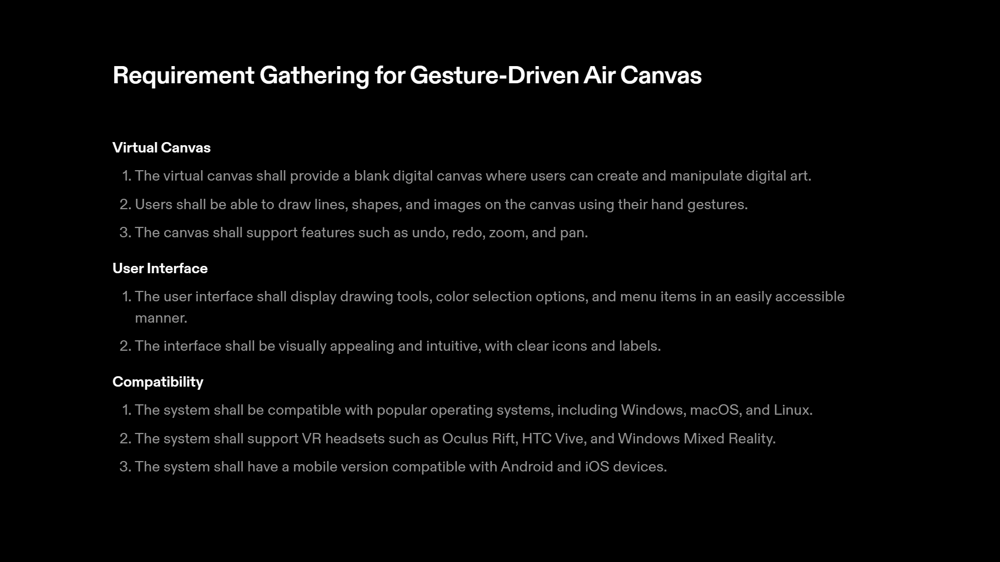 Requirement Gathering for Gesture-Driven Air Canvas
Virtual Canvas
1. The virtual canvas shall provide a blank digital canvas where users can create and manipulate digital art.
2. Users shall be able to draw lines, shapes, and images on the canvas using their hand gestures.
3. The canvas shall support features such as undo, redo, zoom, and pan.
User Interface
1. The user interface shall display drawing tools, color selection options, and menu items in an easily accessible
manner.
2. The interface shall be visually appealing and intuitive, with clear icons and labels.
Compatibility
1. The system shall be compatible with popular operating systems, including Windows, macOS, and Linux.
2. The system shall support VR headsets such as Oculus Rift, HTC Vive, and Windows Mixed Reality.
3. The system shall have a mobile version compatible with Android and iOS devices.